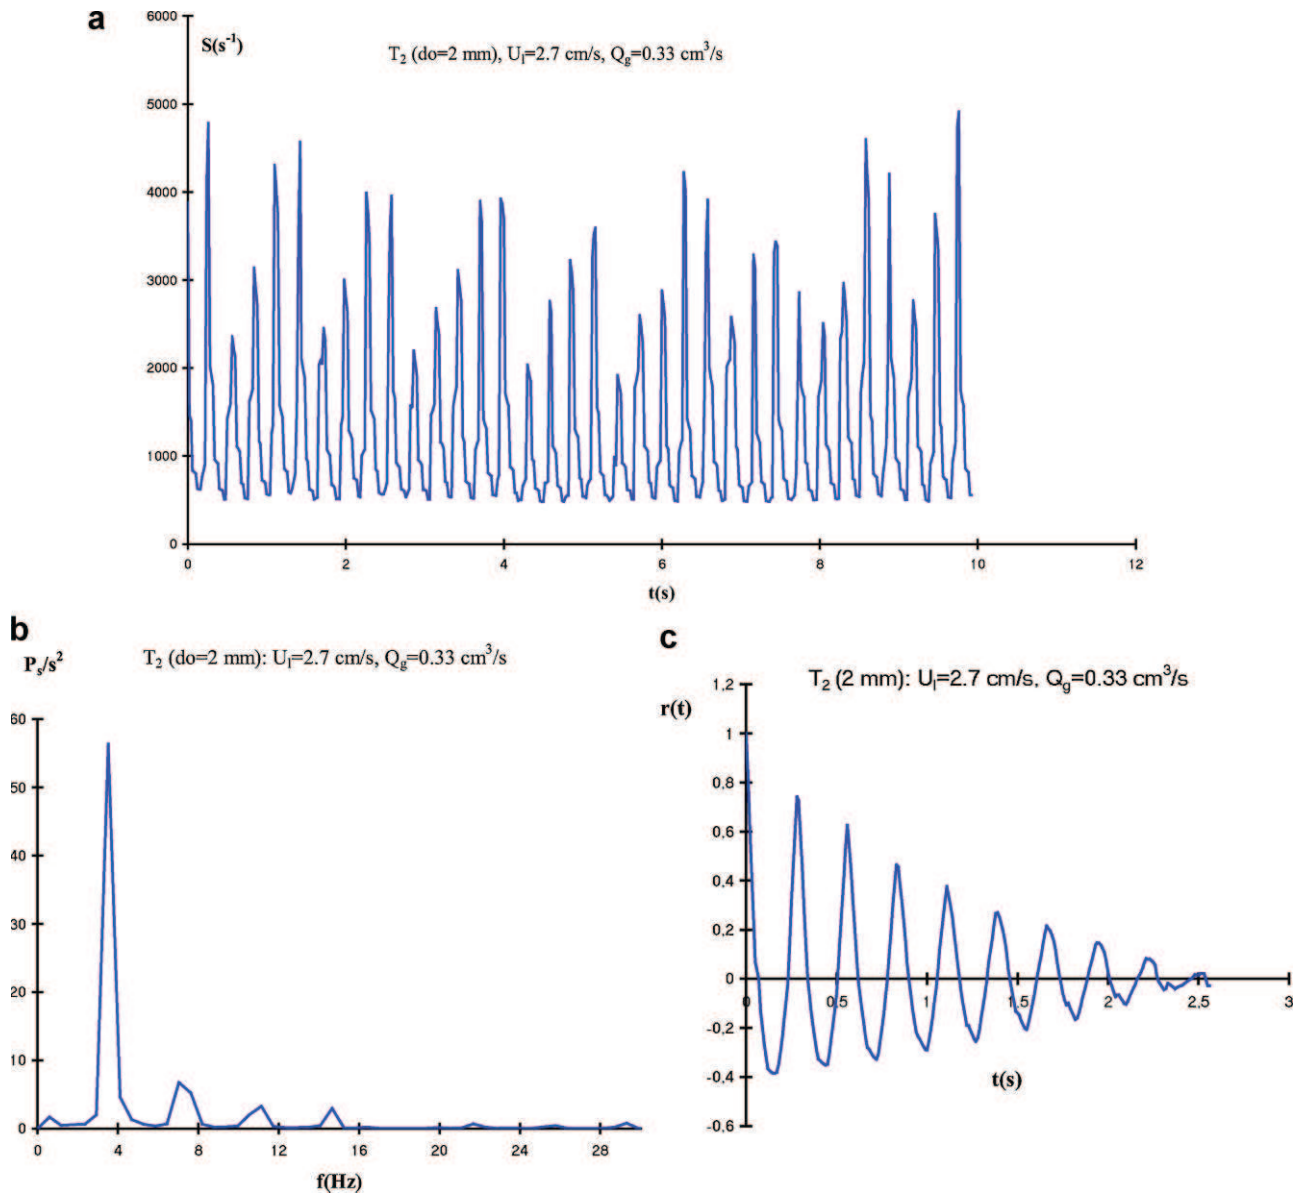 a
S(s⁻¹)
T₂ (do=2 mm), Uₗ=2.7 cm/s, Q_g=0.33 cm³/s
6000
5000
4000
3000
2000
1000
0
0 2 4 6 8 10 12
t(s)
b
Pₛ/s²
T₂ (do=2 mm): Uₗ=2.7 cm/s, Q_g=0.33 cm³/s
60
50
40
30
20
10
0
0 4 8 12 16 20 24 28
f(Hz)
c
T₂ (2 mm): Uₗ=2.7 cm/s, Q_g=0.33 cm³/s
r(t)
1,2
1
0,8
0,6
0,4
0,2
0
-0,2
-0,4
-0,6
0 0,5 1 1,5 2 2,5 3
t(s)